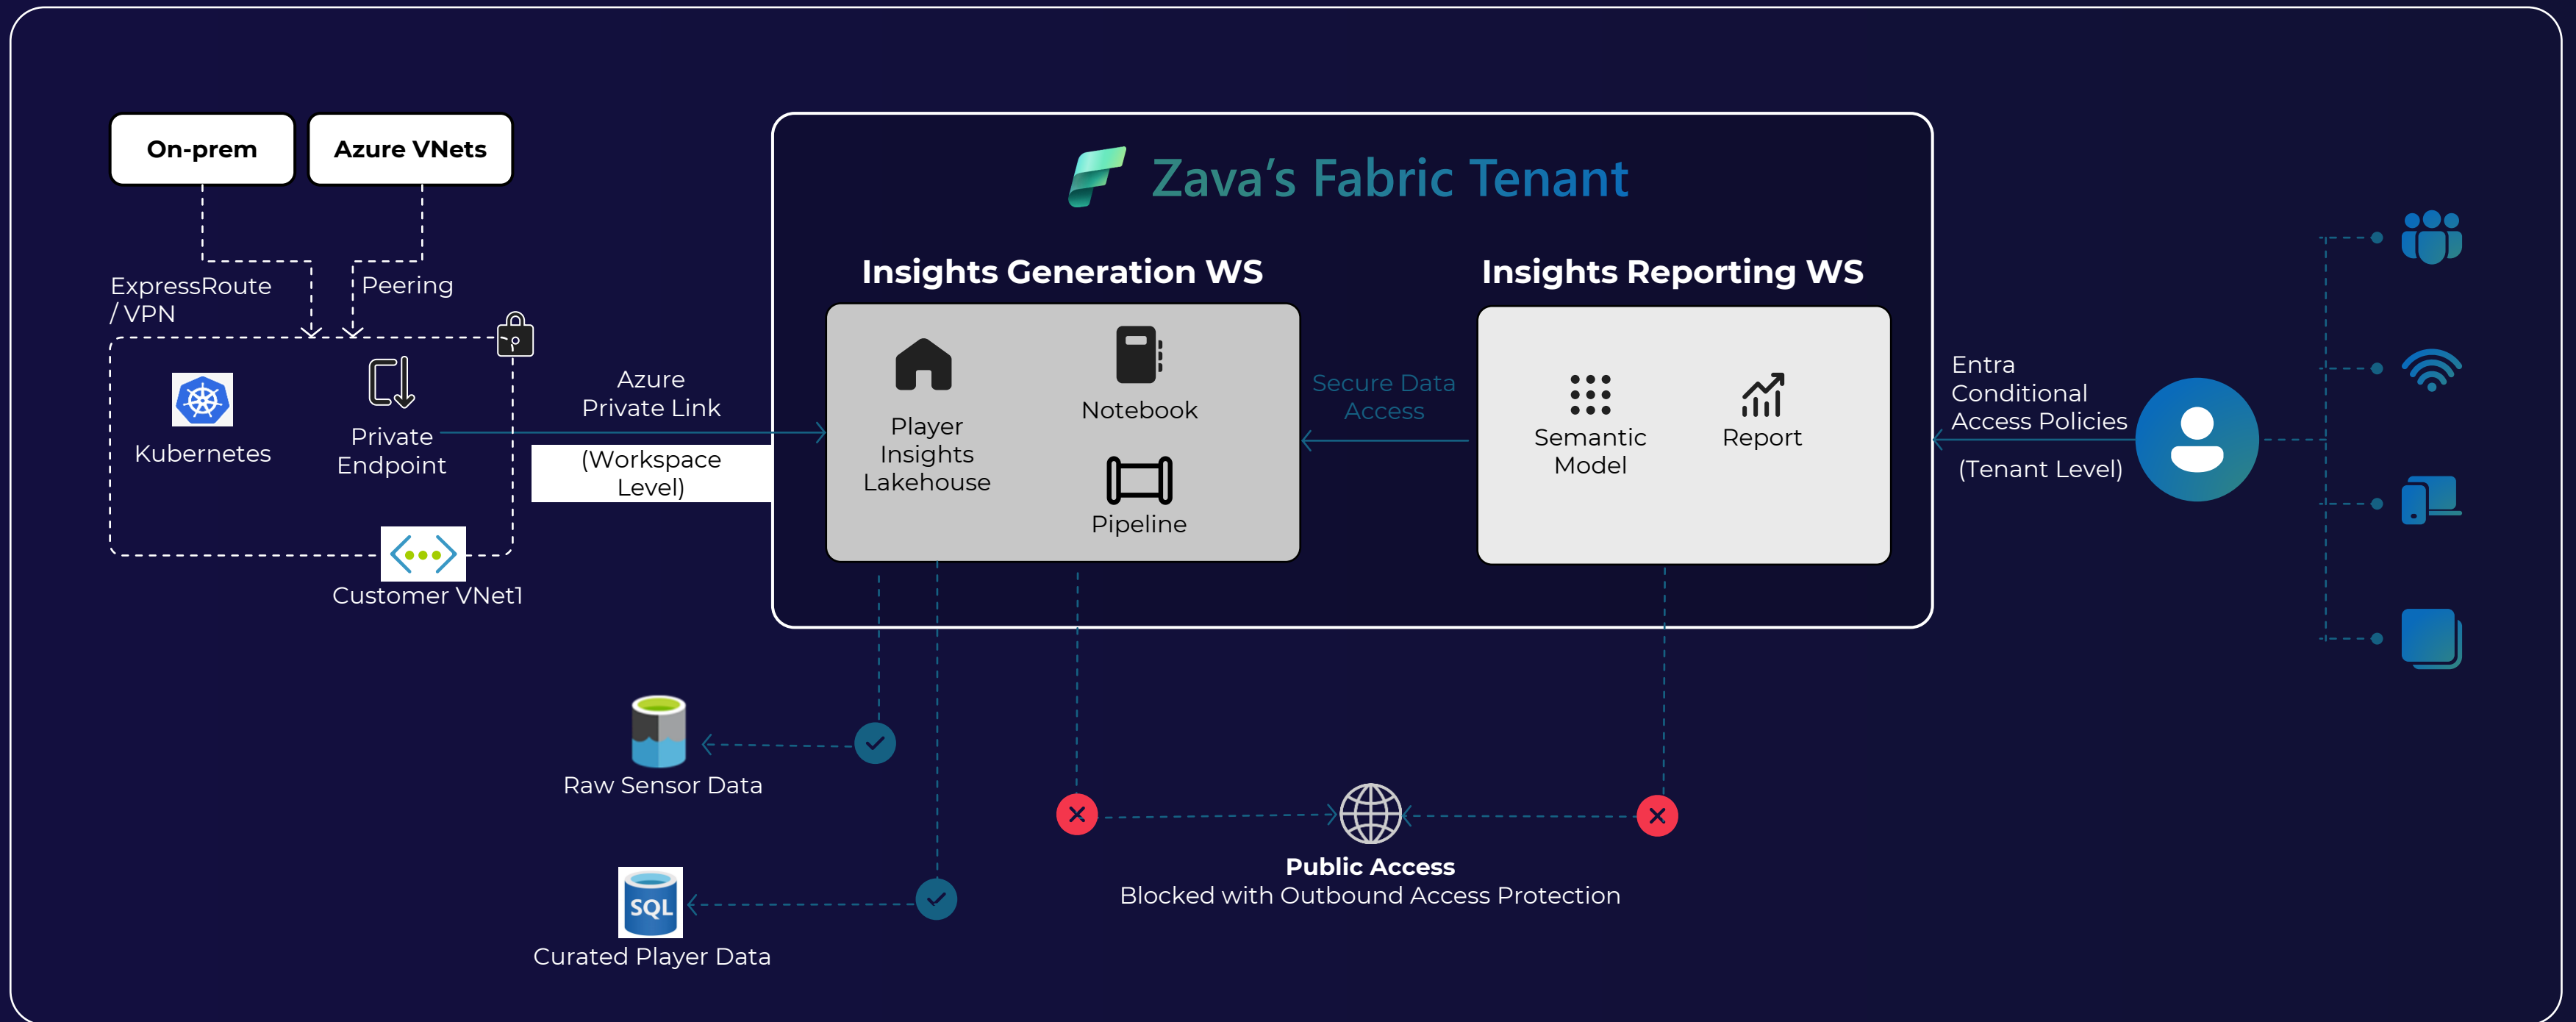 On-prem
Azure VNets
ExpressRoute
/ VPN
Peering
Kubernetes
Private
Endpoint
Customer VNet1
Azure
Private Link
(Workspace
Level)
Zava's Fabric Tenant
Insights Generation WS
Player
Insights
Lakehouse
Notebook
Pipeline
Secure Data
Access
Insights Reporting WS
Semantic
Model
Report
Entra
Conditional
Access Policies
(Tenant Level)
Raw Sensor Data
SQL
Curated Player Data
Public Access
Blocked with Outbound Access Protection